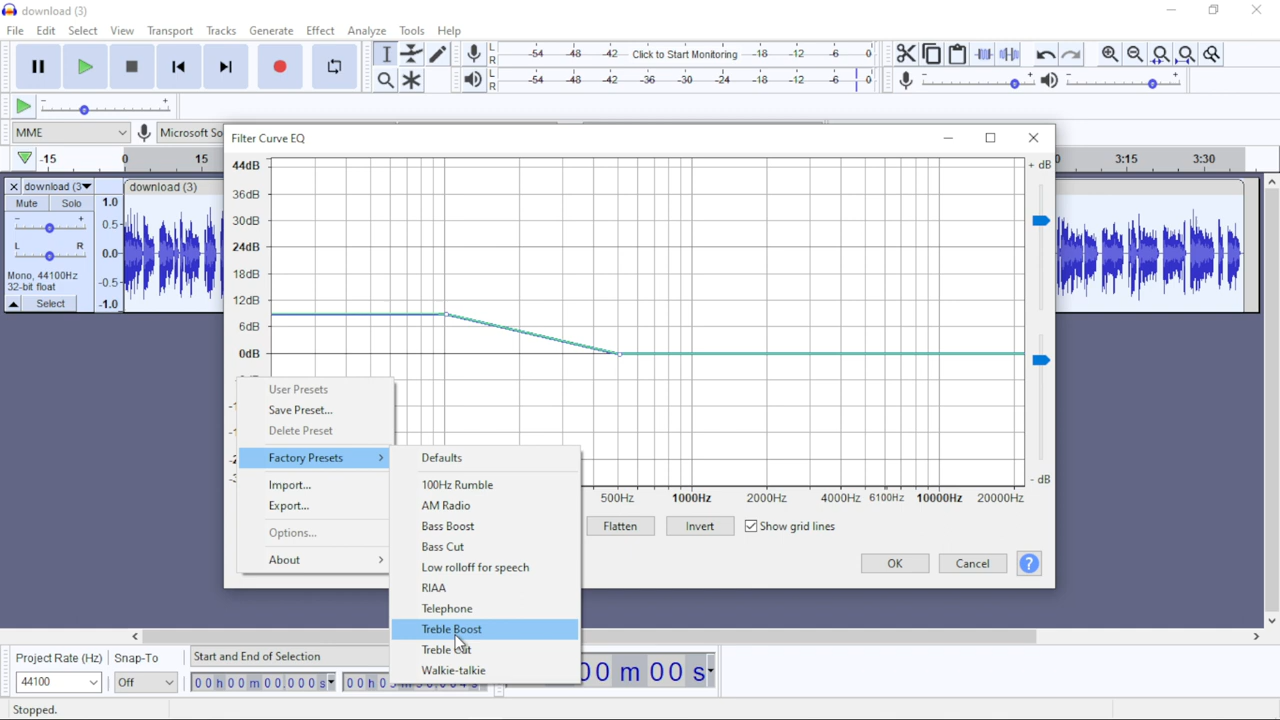 download (3)
File Edit Select View Transport Tracks Generate Effect Analyze Tools Help
L R -54 -48 -42 Click to Start Monitoring -18 -12 -6 0
L R -54 -48 -42 -36 -30 -24 -18 -12 -6 0
- + - +
- +
MME Microsoft So
-15 0 15 0 3:15 3:30
Filter Curve EQ
× download (3 download (3)
Mute Solo
- +
L R
Mono, 44100Hz
32-bit float
Select
1.0
0.5
0.0
-0.5
-1.0
44dB
36dB
30dB
24dB
18dB
12dB
6dB
0dB
+ dB
- dB
User Presets
Save Preset...
Delete Preset
Factory Presets >
Import...
Export...
Options...
About >
Defaults
100Hz Rumble
AM Radio
Bass Boost
Bass Cut
Low rolloff for speech
RIAA
Telephone
Treble Boost
Treble Cut
Walkie-talkie
500Hz 1000Hz 2000Hz 4000Hz 6100Hz 10000Hz 20000Hz
Flatten Invert Show grid lines
OK Cancel ?
Project Rate (Hz) Snap-To Start and End of Selection
44100 Off 00h00m00.000s 00 m 00 s
Stopped.